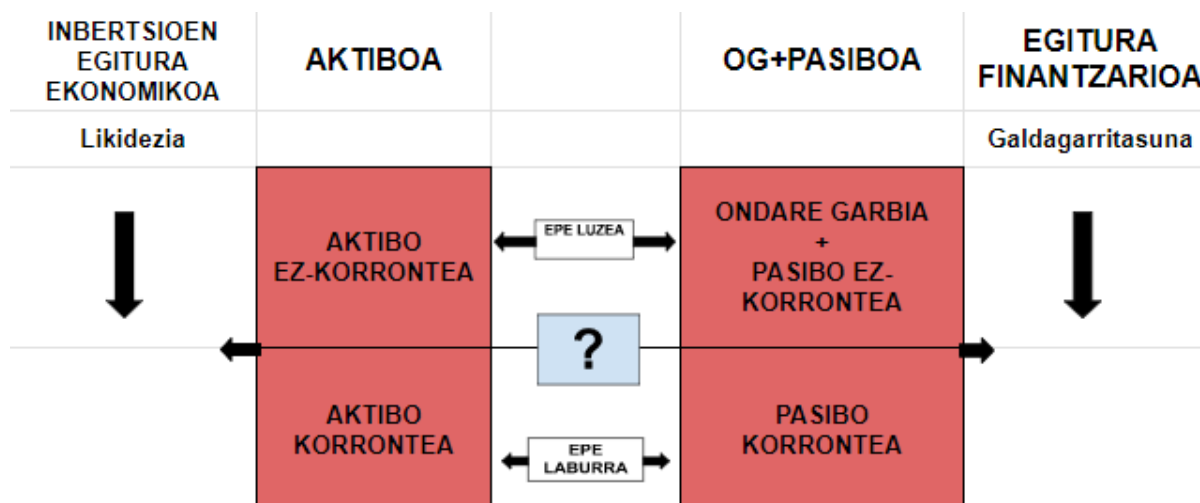 INBERTSIOEN
EGITURA
EKONOMIKOA
AKTIBOA
OG+PASIBOA
EGITURA
FINANTZARIOA
Likidezia
Galdagarritasuna
AKTIBO
EZ-KORRONTEA
EPE LUZEA
ONDARE GARBIA
+
PASIBO EZ-
KORRONTEA
?
AKTIBO
KORRONTEA
EPE
LABURRA
PASIBO
KORRONTEA